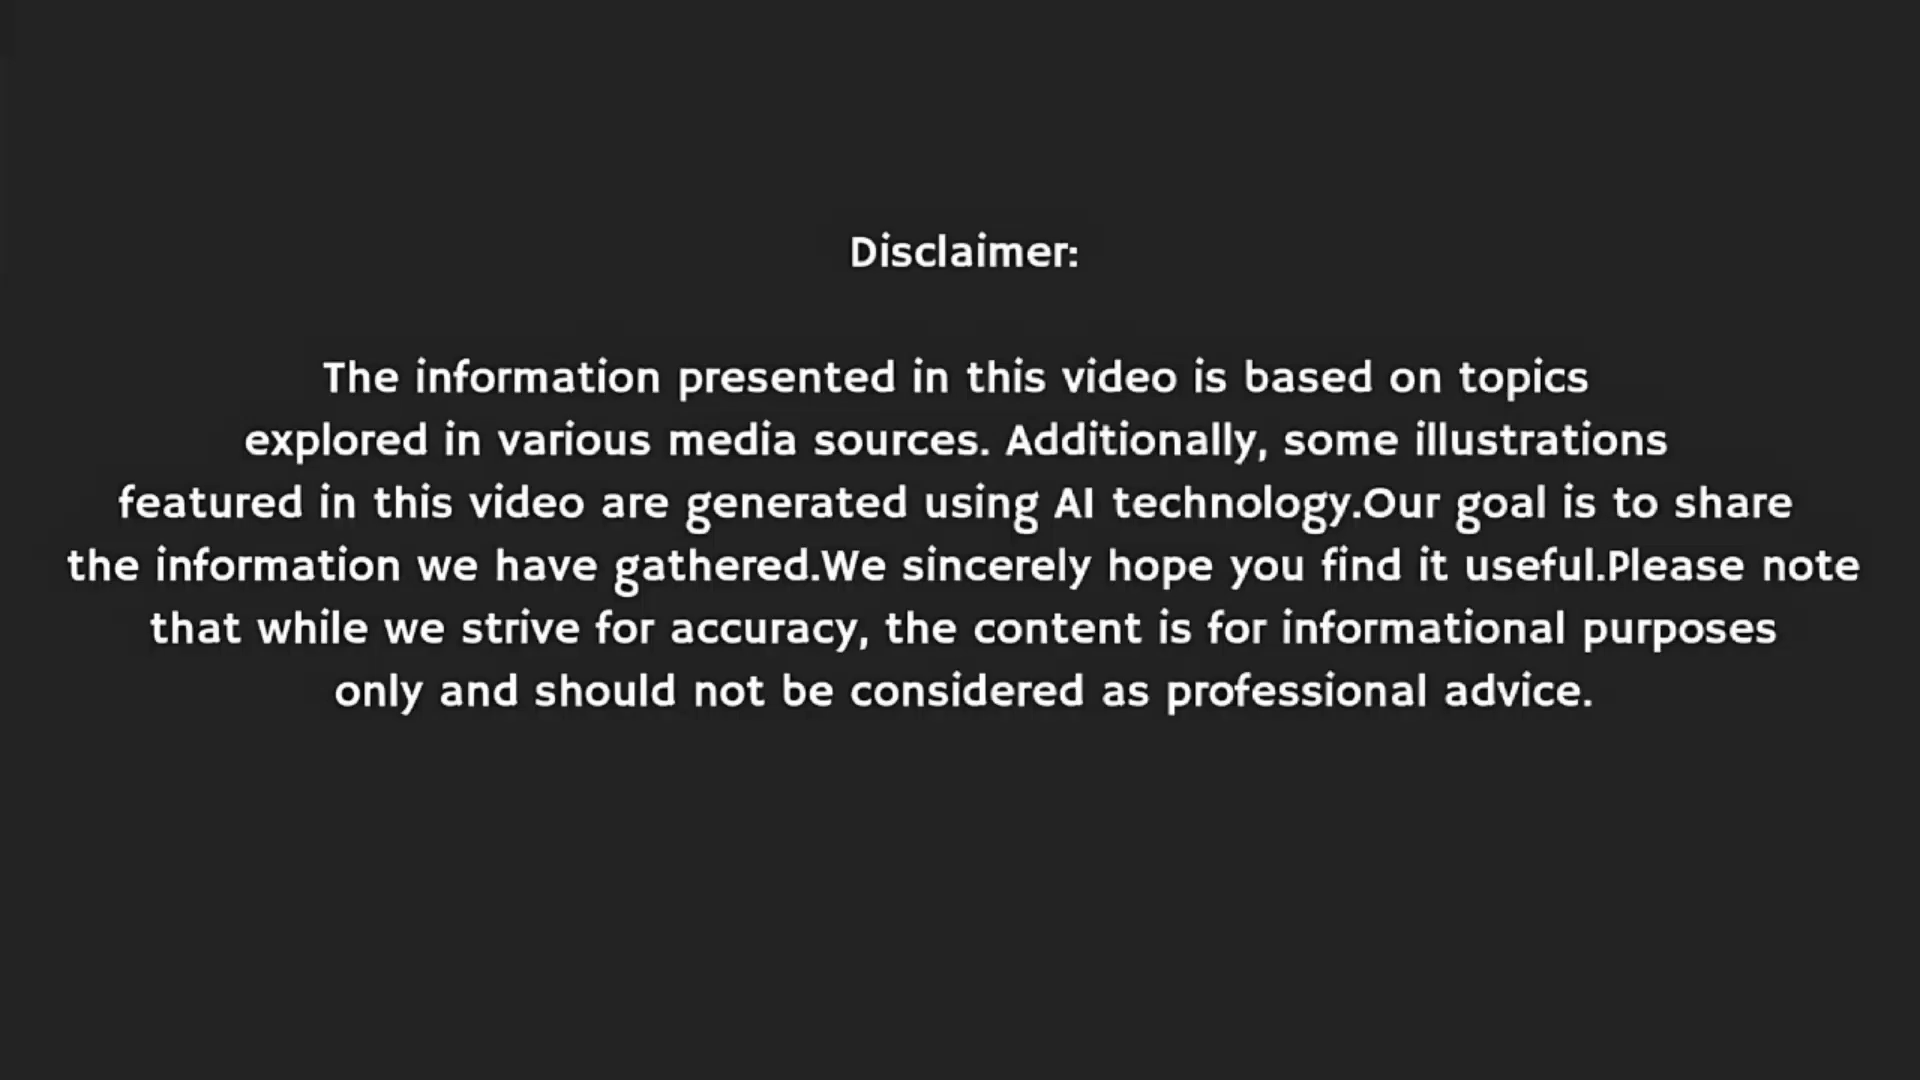 Disclaimer:
The information presented in this video is based on topics
explored in various media sources. Additionally, some illustrations
featured in this video are generated using AI technology.Our goal is to share
the information we have gathered.We sincerely hope you find it useful.Please note
that while we strive for accuracy, the content is for informational purposes
only and should not be considered as professional advice.